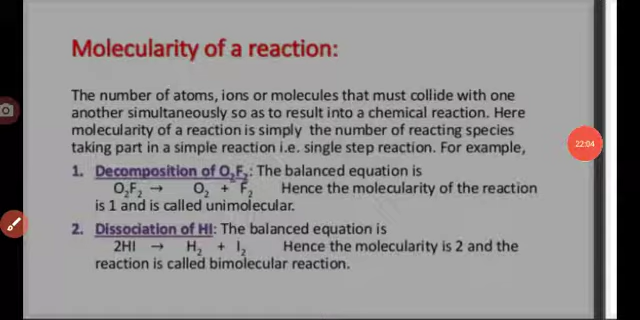 Molecularity of a reaction:
The number of atoms, ions or molecules that must collide with one
another simultaneously so as to result into a chemical reaction. Here
molecularity of a reaction is simply the number of reacting species
taking part in a simple reaction i.e. single step reaction. For example,
22:04
1. Decomposition of O₂F₂: The balanced equation is
O₂F₂ → O₂ + F₂ Hence the molecularity of the reaction
is 1 and is called unimolecular.
2. Dissociation of HI: The balanced equation is
2HI → H₂ + I₂ Hence the molecularity is 2 and the
reaction is called bimolecular reaction.